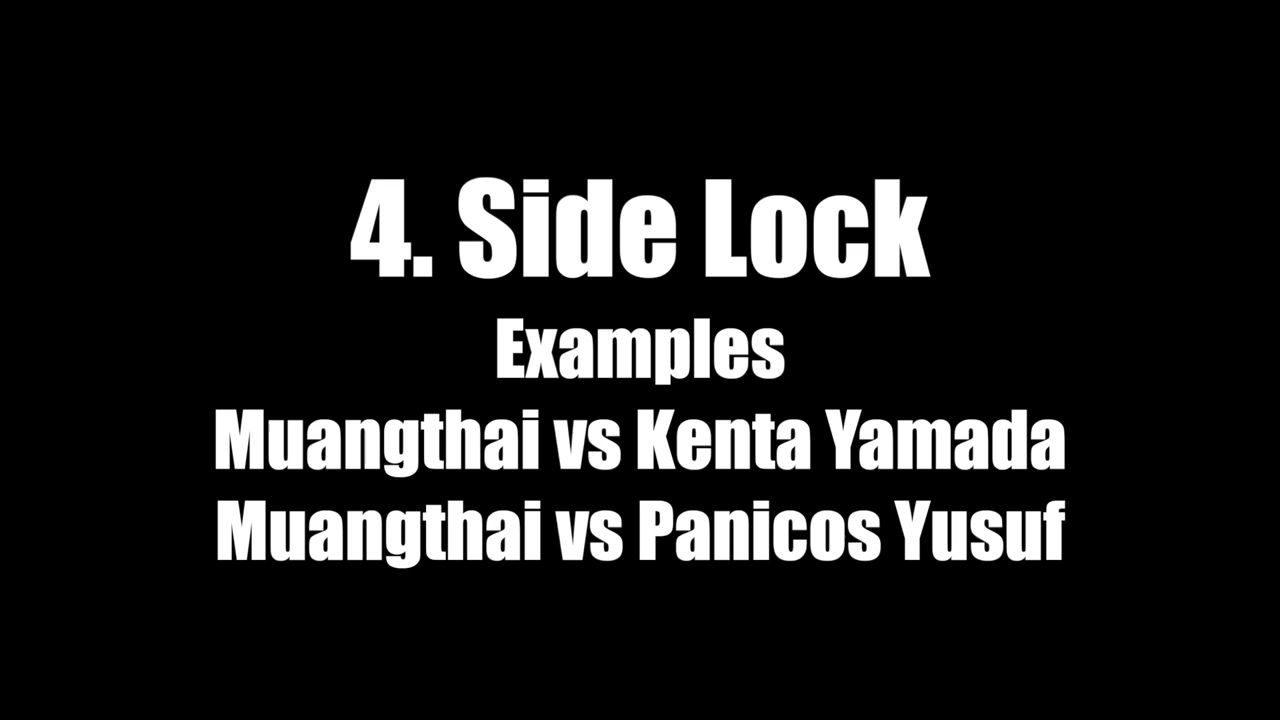 4. Side Lock
Examples
Muangthai vs Kenta Yamada
Muangthai vs Panicos Yusuf